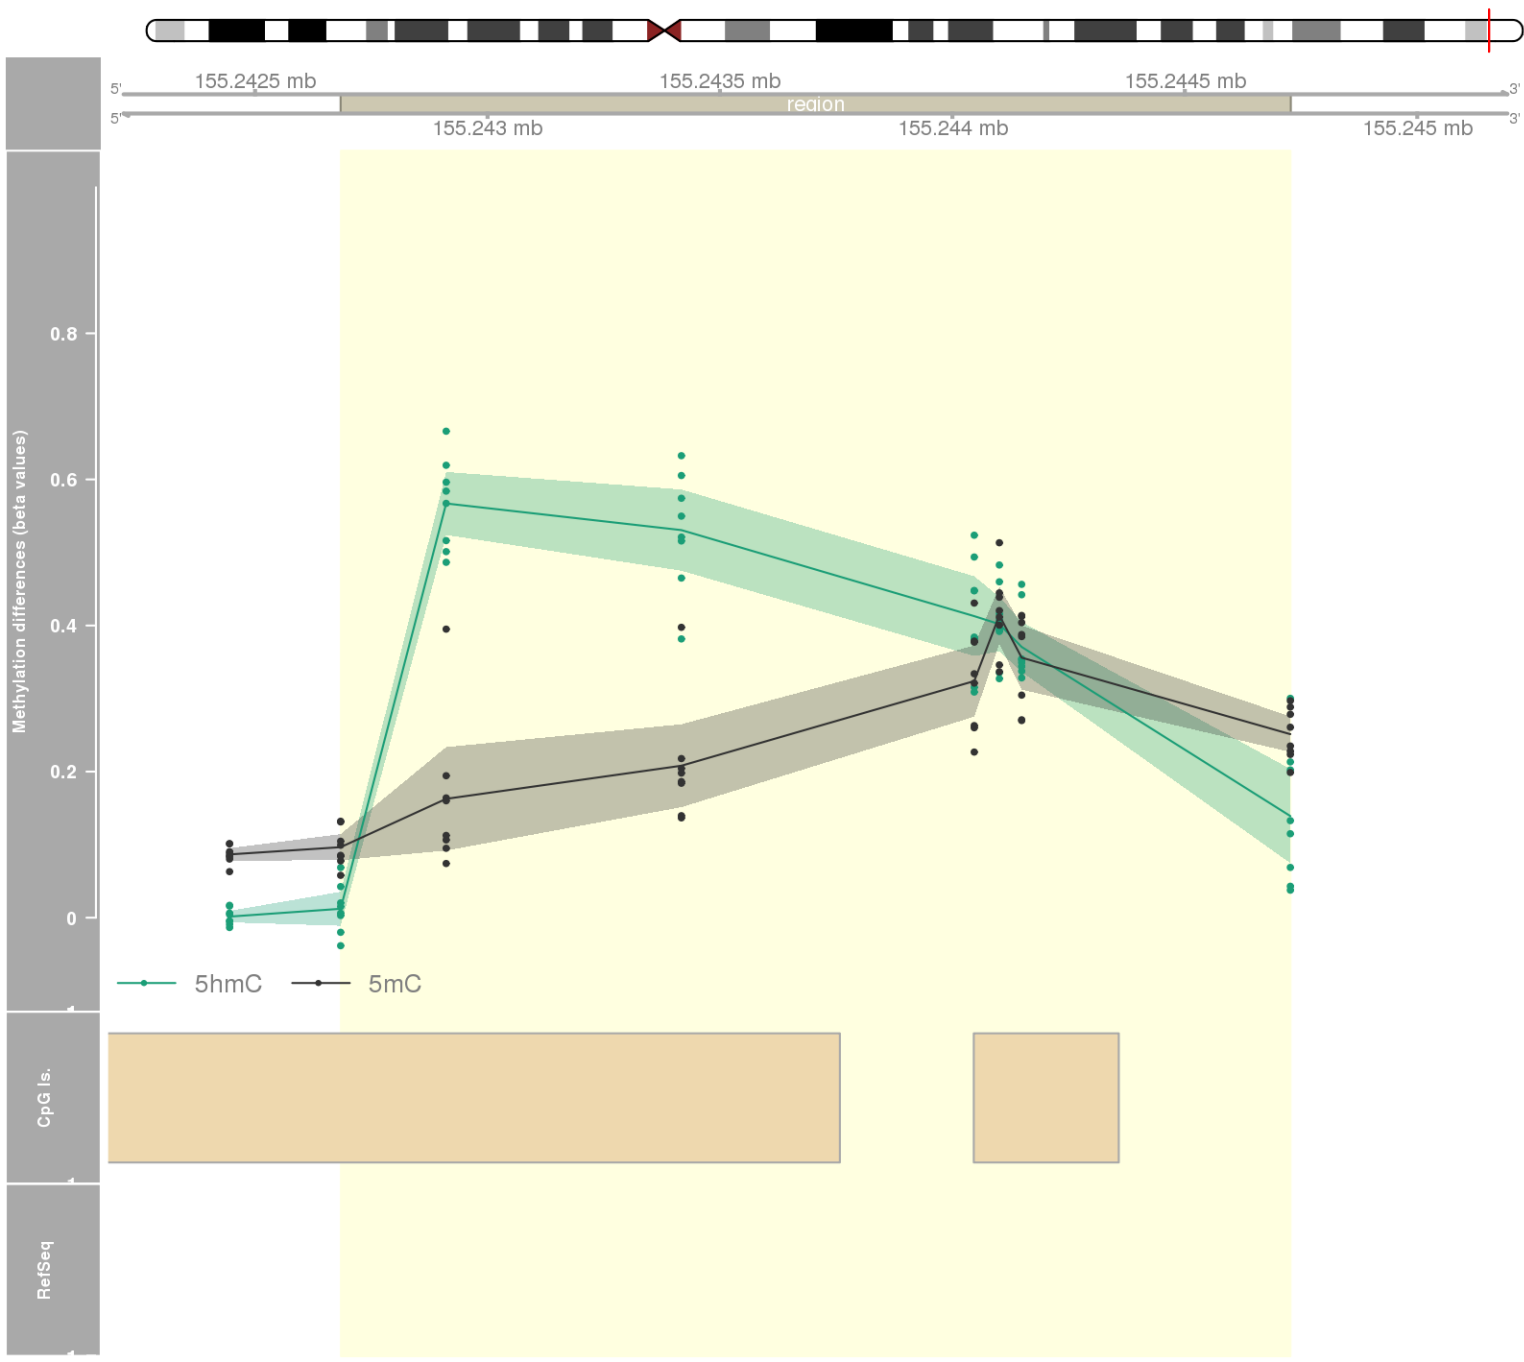 155.2425 mb
155.2435 mb
155.2445 mb
5'
3'
region
5'
3'
155.243 mb
155.244 mb
155.245 mb
Methylation differences (beta values)
0.8
0.6
0.4
0.2
0
5hmC
5mC
CpG Is.
RefSeq